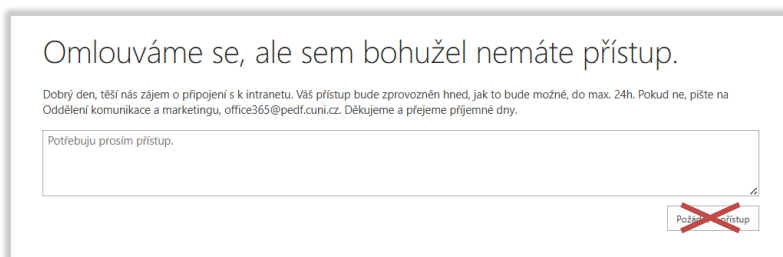 Omlouváme se, ale sem bohužel nemáte přístup.
Dobrý den, těší nás zájem o připojení s k intranetu. Váš přístup bude zprovozněn hned, jak to bude možné, do max. 24h. Pokud ne, pište na
Oddělení komunikace a marketingu, office365@pedf.cuni.cz. Děkujeme a přejeme příjemné dny.
Potřebuju prosím přístup.
přístup